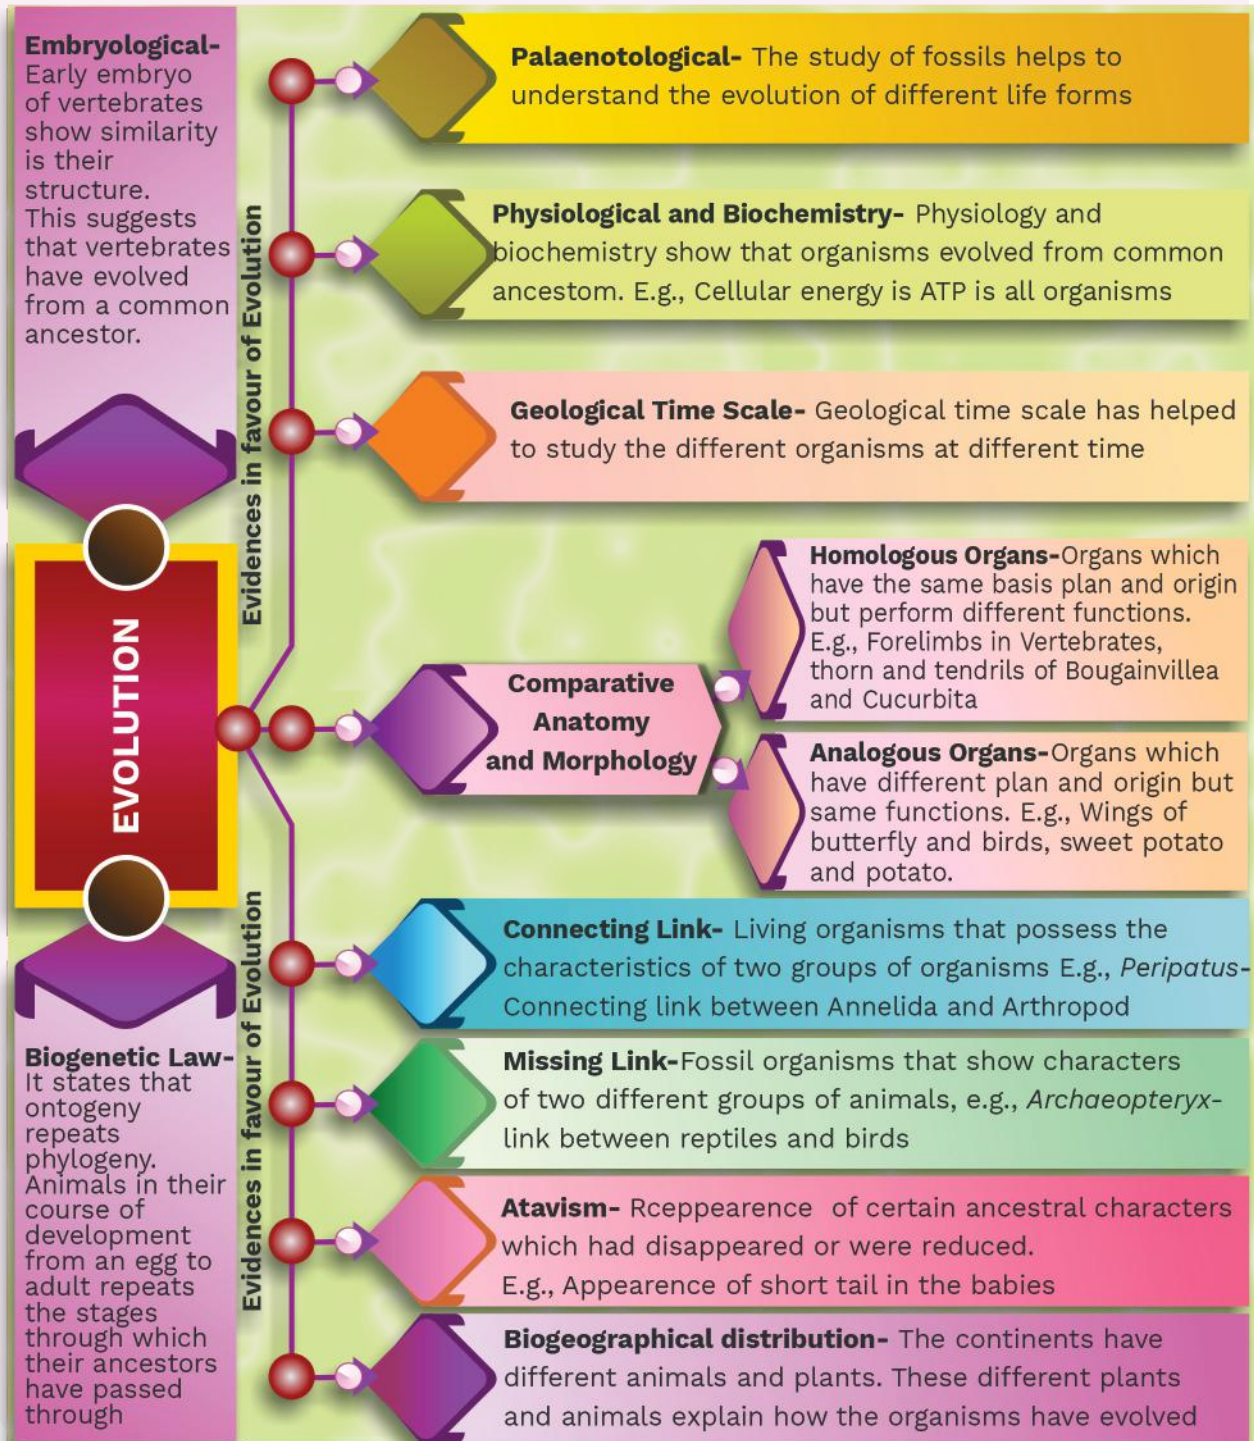 Embryological-
Early embryo
of vertebrates
show similarity
is their
structure.
This suggests
that vertebrates
have evolved
from a common
ancestor.
EVOLUTION
Biogenetic Law-
It states that
ontogeny
repeats
phylogeny.
Animals in their
course of
development
from an egg to
adult repeats
the stages
through which
their ancestors
have passed
through
Evidences in favour of Evolution
Evidences in favour of Evolution
Palaenotological- The study of fossils helps to
understand the evolution of different life forms
Physiological and Biochemistry- Physiology and
biochemistry show that organisms evolved from common
ancestom. E.g., Cellular energy is ATP is all organisms
Geological Time Scale- Geological time scale has helped
to study the different organisms at different time
Comparative
Anatomy
and Morphology
Homologous Organs-Organs which
have the same basis plan and origin
but perform different functions.
E.g., Forelimbs in Vertebrates,
thorn and tendrils of Bougainvillea
and Cucurbita
Analogous Organs-Organs which
have different plan and origin but
same functions. E.g., Wings of
butterfly and birds, sweet potato
and potato.
Connecting Link- Living organisms that possess the
characteristics of two groups of organisms E.g., Peripatus-
Connecting link between Annelida and Arthropod
Missing Link-Fossil organisms that show characters
of two different groups of animals, e.g., Archaeopteryx-
link between reptiles and birds
Atavism- Rceppearence of certain ancestral characters
which had disappeared or were reduced.
E.g., Appearence of short tail in the babies
Biogeographical distribution- The continents have
different animals and plants. These different plants
and animals explain how the organisms have evolved